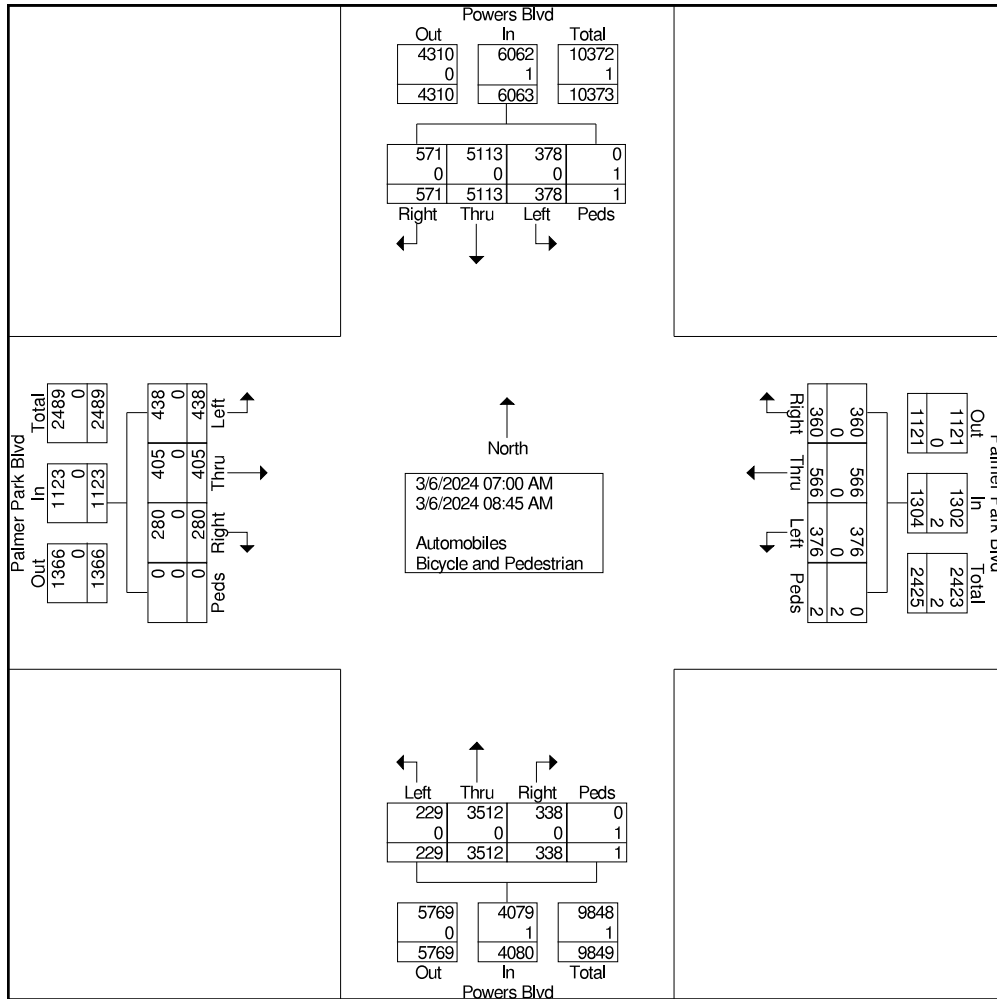 Powers Blvd
Out In Total
4310 6062 10372
0 1 1
4310 6063 10373
571 5113 378 0
0 0 0 1
571 5113 378 1
Right Thru Left Peds
Palmer Park Blvd
Total In Out
2489 1123 1366
0 0 0
2489 1123 1366
438 405 280 0
0 0 0 0
438 405 280 0
Left Thru Right Peds
North
3/6/2024 07:00 AM
3/6/2024 08:45 AM
Automobiles
Bicycle and Pedestrian
Palmer Park Blvd
Out In Total
1121 1302 2423
0 2 2
1121 1304 2425
360 566 376 0
0 0 0 2
360 566 376 2
Right Thru Left Peds
Left Thru Right Peds
229 3512 338 0
0 0 0 1
229 3512 338 1
5769 4079 9848
0 1 1
5769 4080 9849
Out In Total
Powers Blvd